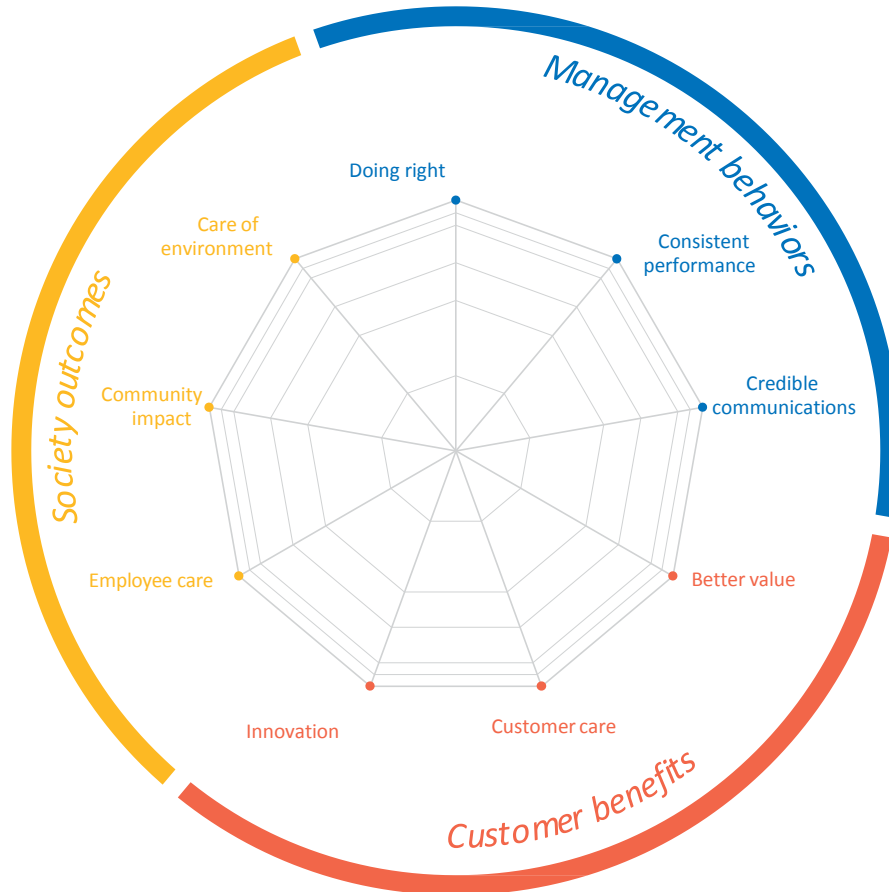 Management behaviors
Doing right
Care of
environment
Consistent
performance
Society outcomes
Community
impact
Credible
communications
Employee care
Better value
Innovation
Customer care
Customer benefits